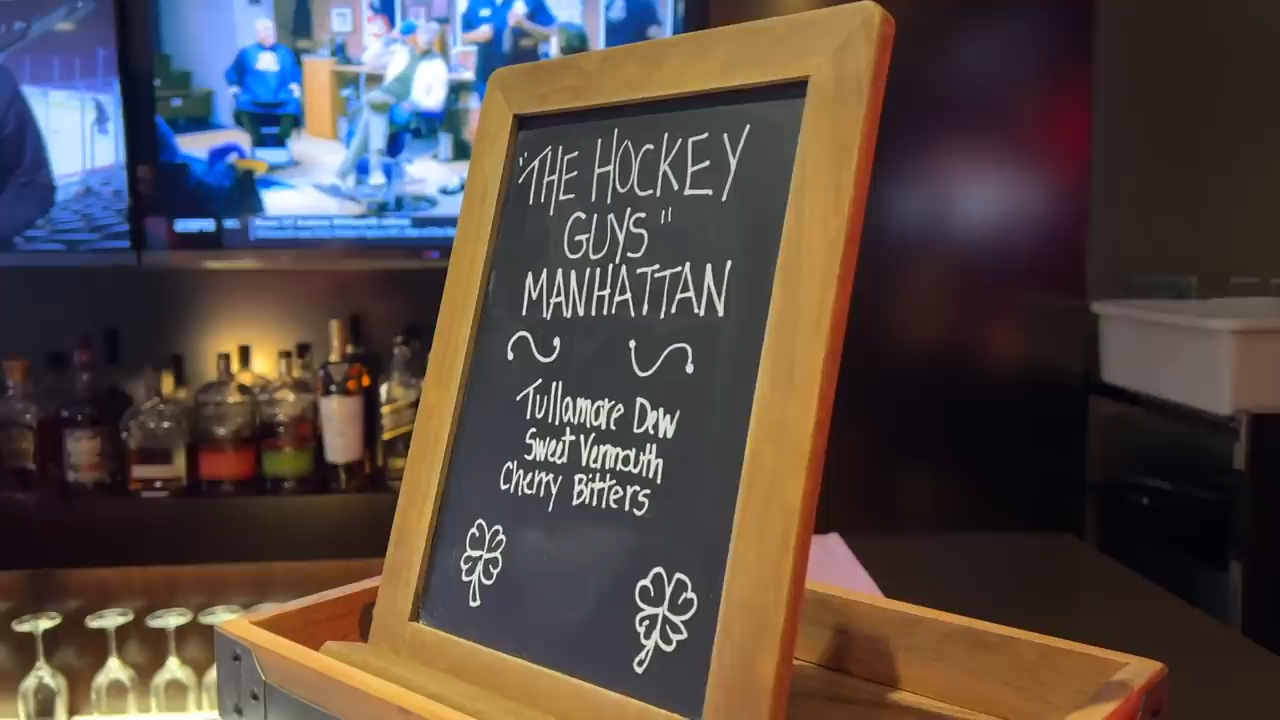 "THE HOCKEY
GUYS"
MANHATTAN
Tullamore Dew
Sweet Vermouth
Cherry Bitters